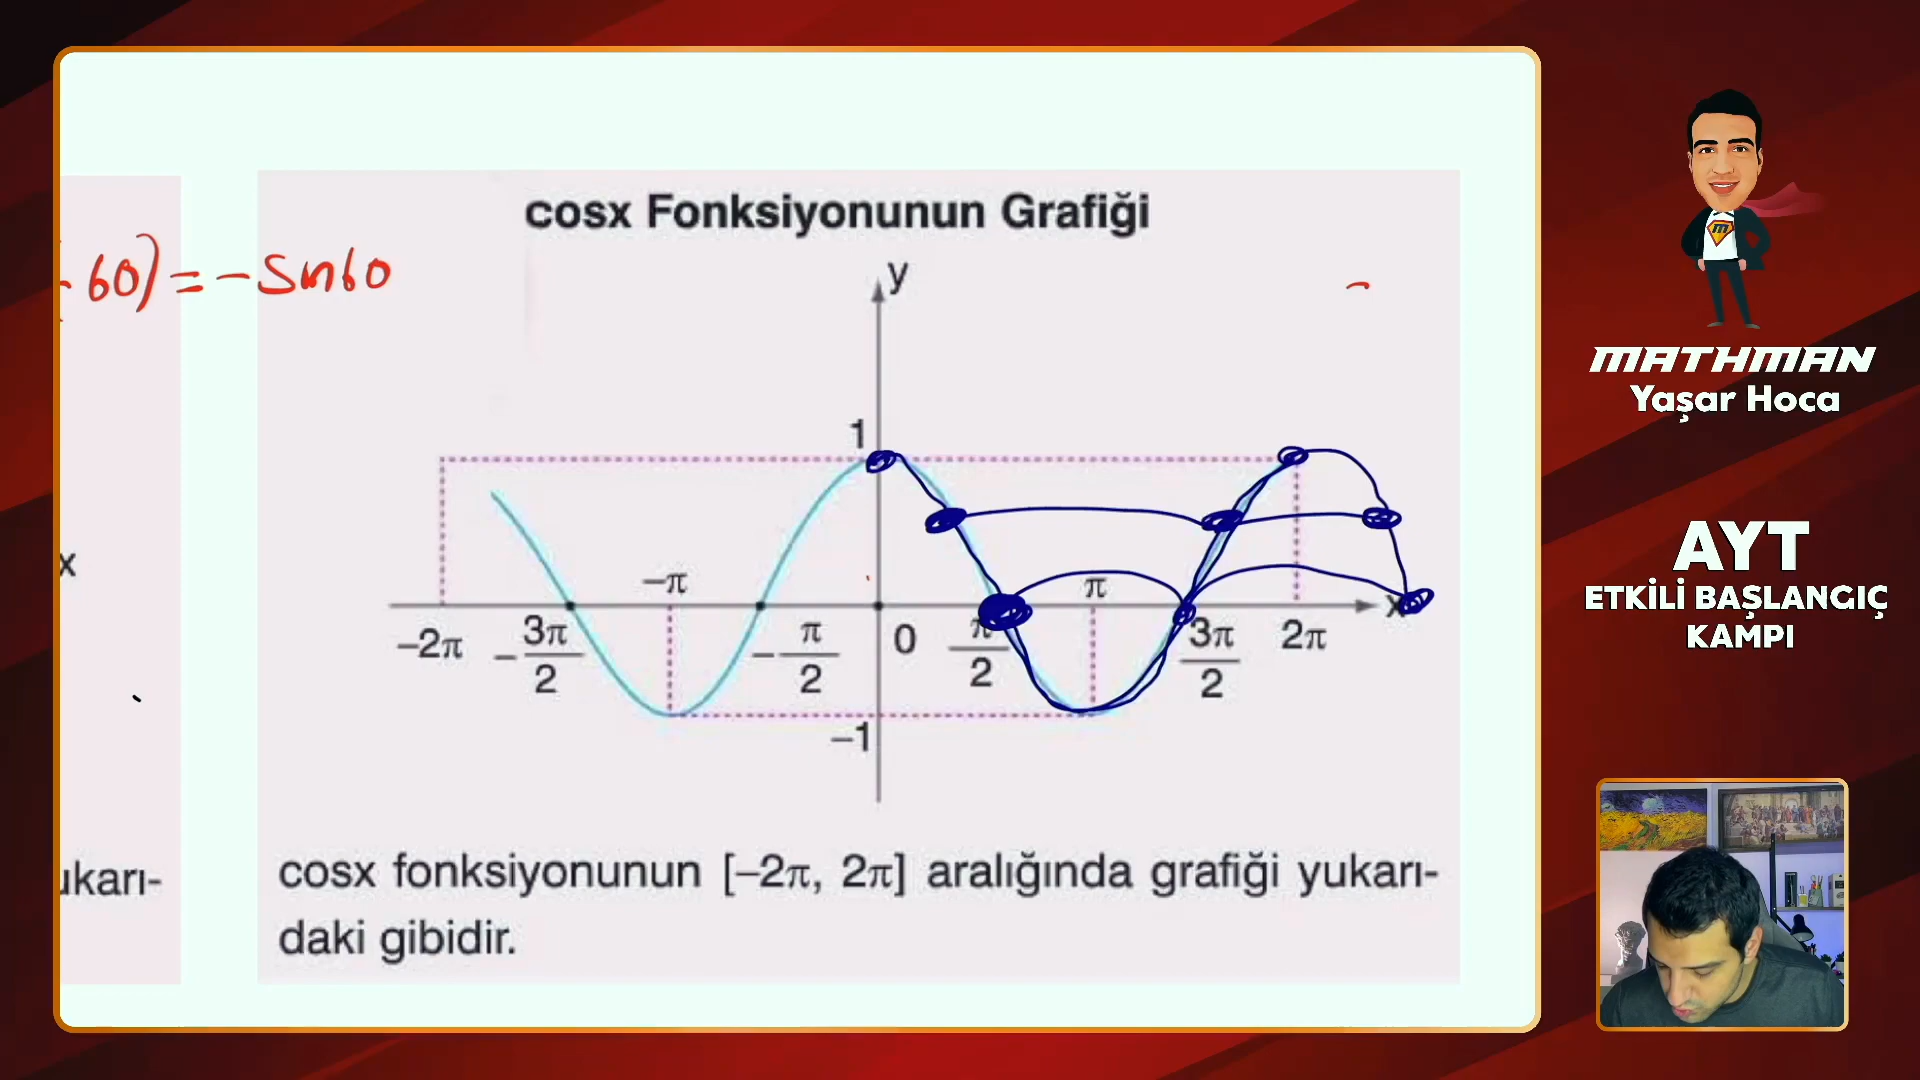 cosx Fonksiyonunun Grafiği
60) = - Sin60
y
1
-π
π
x
-2π
- 3π/2
- π/2
0
π/2
3π/2
2π
-1
x
ukarı-
cosx fonksiyonunun [-2π, 2π] aralığında grafiği yukarı-
daki gibidir.
MATHMAN
Yaşar Hoca
AYT
ETKİLİ BAŞLANGIÇ
KAMPI